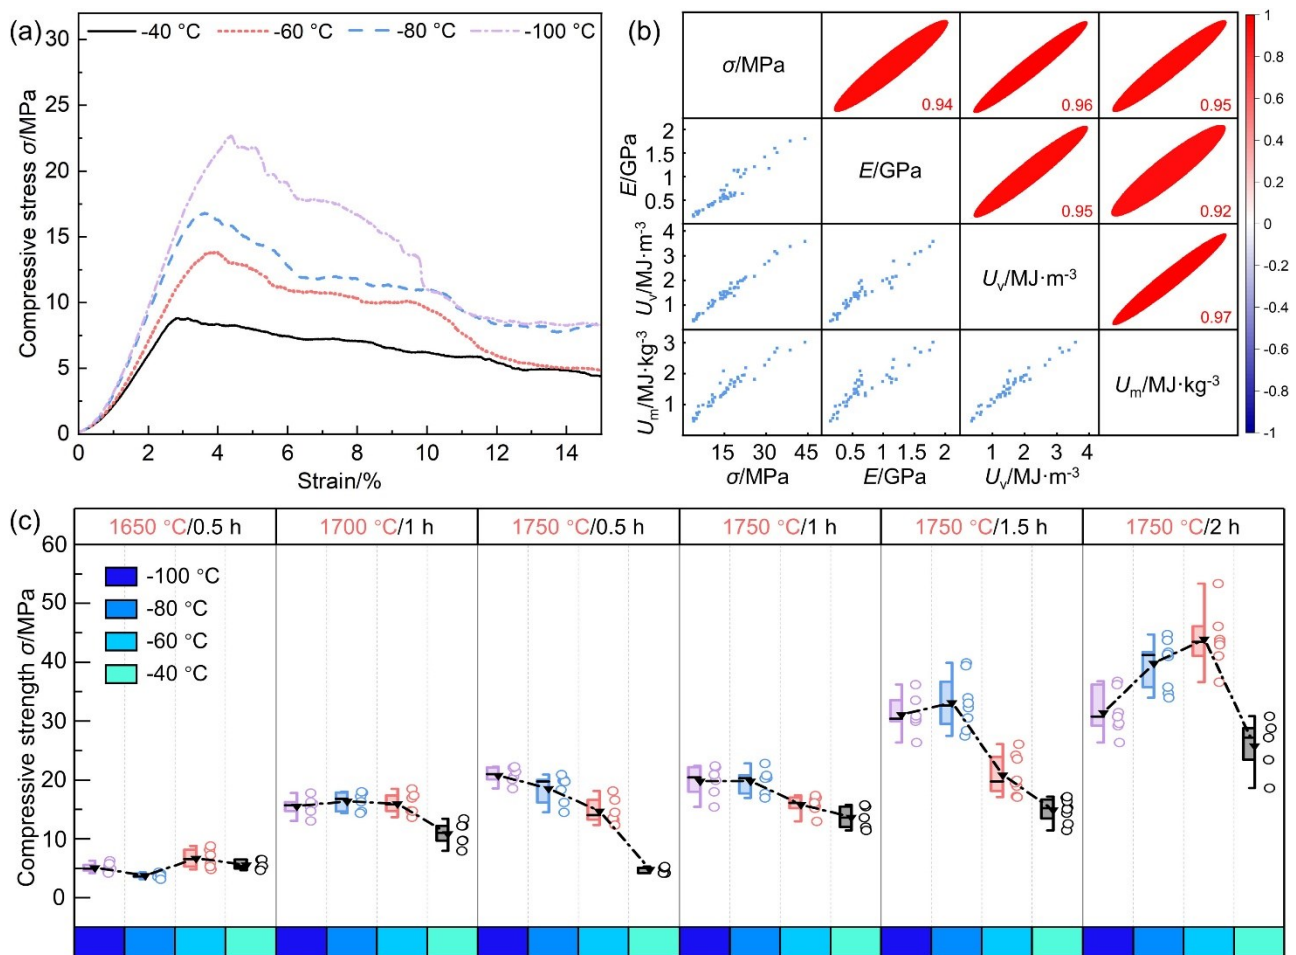 (a)
-40 °C -60 °C -80 °C -100 °C
30
25
20
15
10
5
0
Compressive stress σ/MPa
0 2 4 6 8 10 12 14
Strain/%
(b)
σ/MPa
0.94
0.96
0.95
E/GPa
2
1.5
1
0.5
E/GPa
0.95
0.92
Uᵥ/MJ·m⁻³
4
3
2
1
Uᵥ/MJ·m⁻³
0.97
Uₘ/MJ·kg⁻³
3
2
1
Uₘ/MJ·kg⁻³
15 30 45
σ/MPa
0.5 1 1.5 2
E/GPa
1 2 3 4
Uᵥ/MJ·m⁻³
1
0.8
0.6
0.4
0.2
0
-0.2
-0.4
-0.6
-0.8
-1
(c)
1650 °C/0.5 h
1700 °C/1 h
1750 °C/0.5 h
1750 °C/1 h
1750 °C/1.5 h
1750 °C/2 h
60
50
40
30
20
10
0
Compressive strength σ/MPa
-100 °C
-80 °C
-60 °C
-40 °C